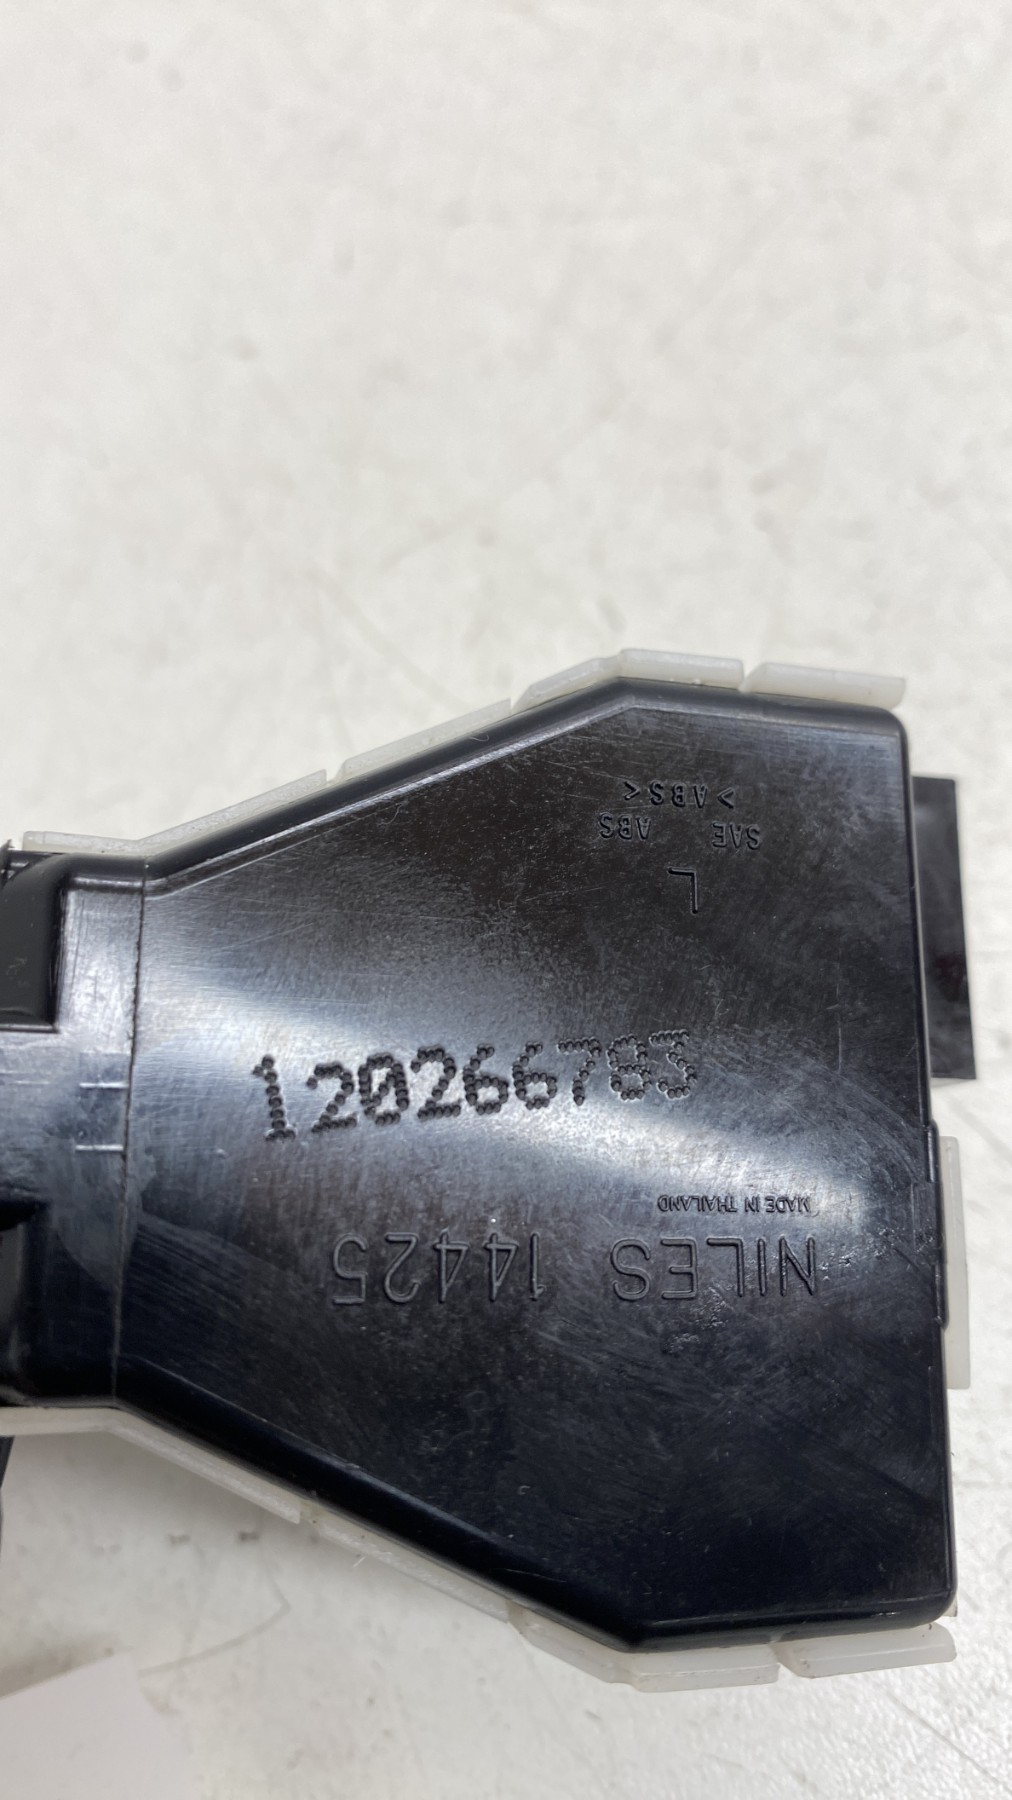 >ABS<
SAE ABS
L
120266783
MADE IN THAILAND
NILES 14425